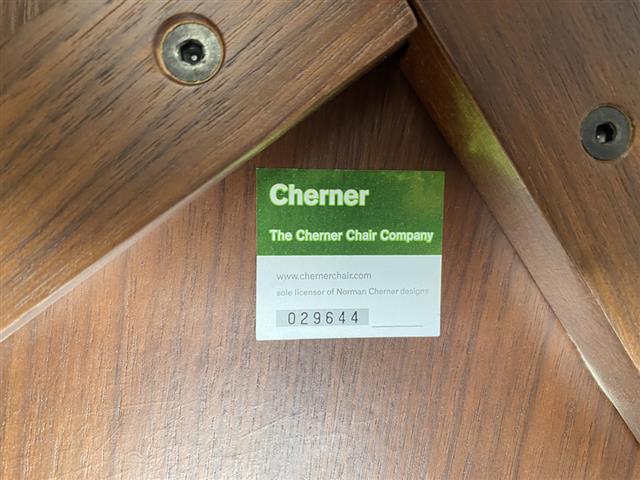 Cherner
The Cherner Chair Company
www.chernerchair.com
sole licensor of Norman Cherner designs
029644